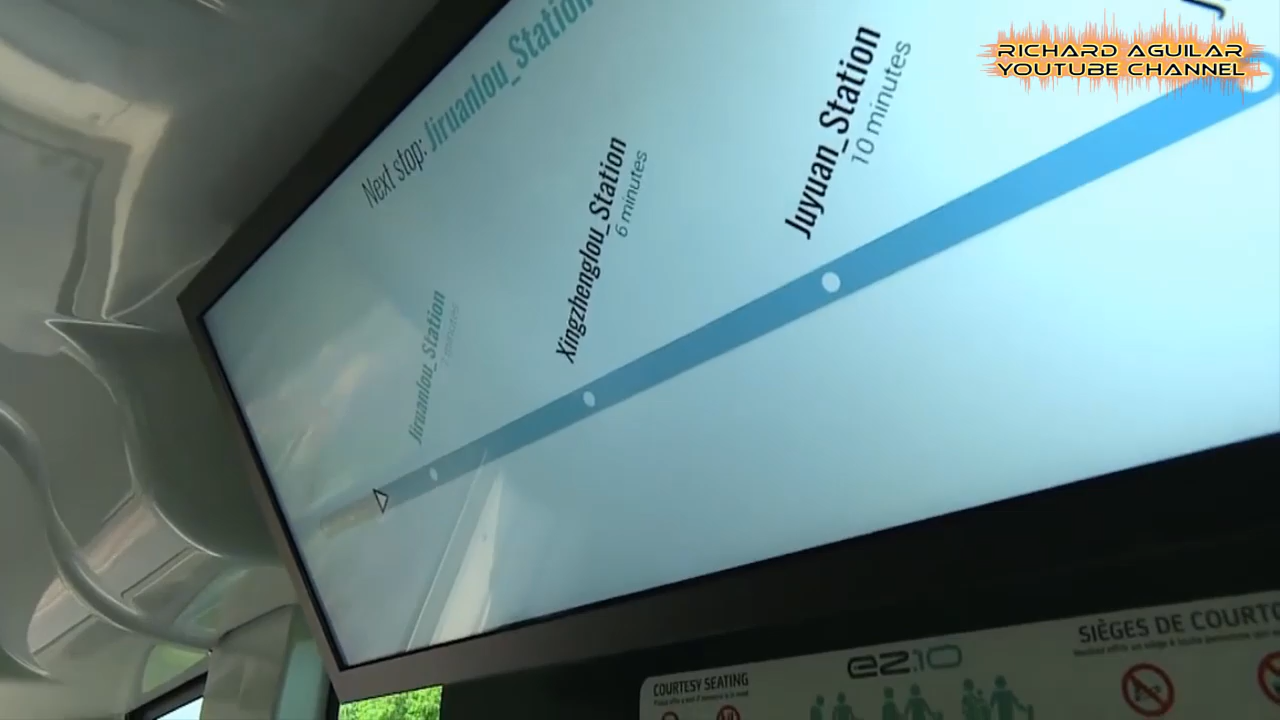 RICHARD AGUILAR
YOUTUBE CHANNEL
Next stop: Jiruanlou_Station
Jiruanlou_Station
minutes
Xingzhenglou_Station
6 minutes
Juyuan_Station
10 minutes
COURTESY SEATING
EZ10
SIÈGES DE